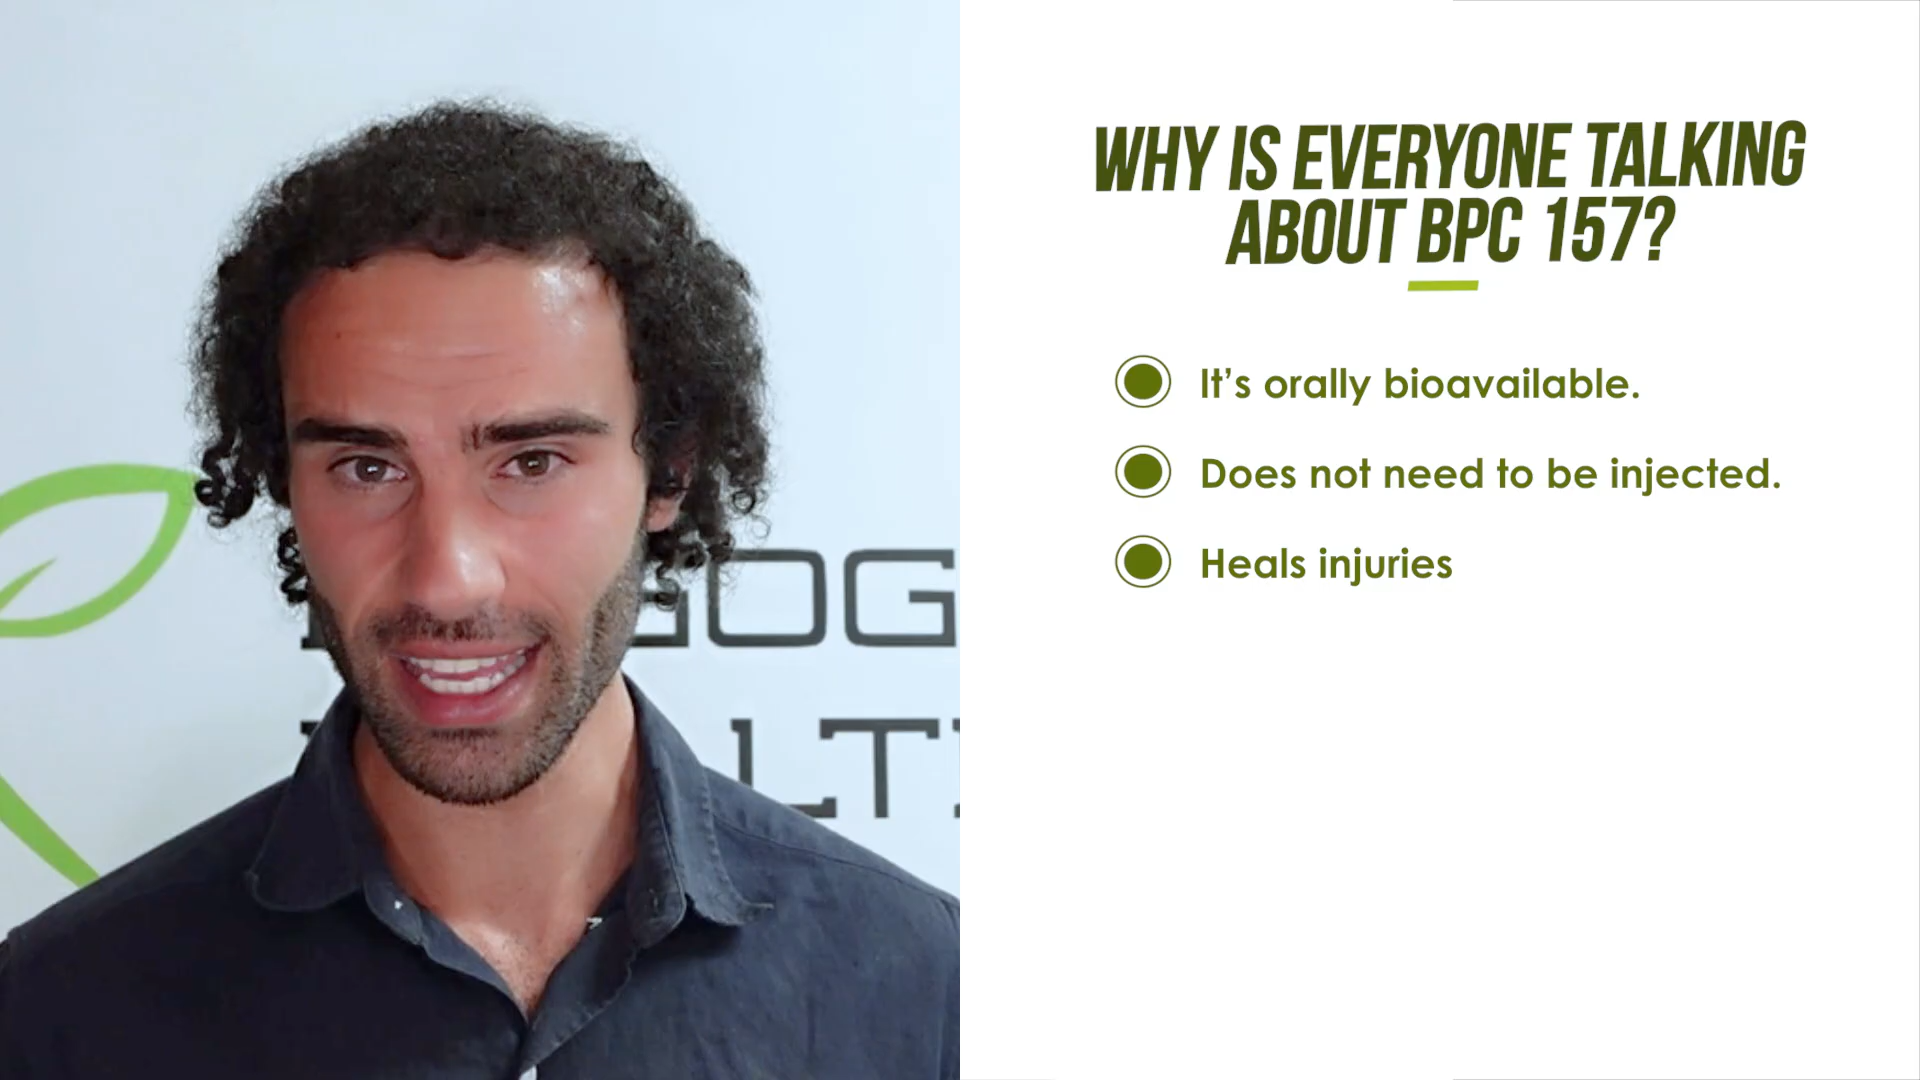 WHY IS EVERYONE TALKING
ABOUT BPC 157?
It's orally bioavailable.
Does not need to be injected.
Heals injuries